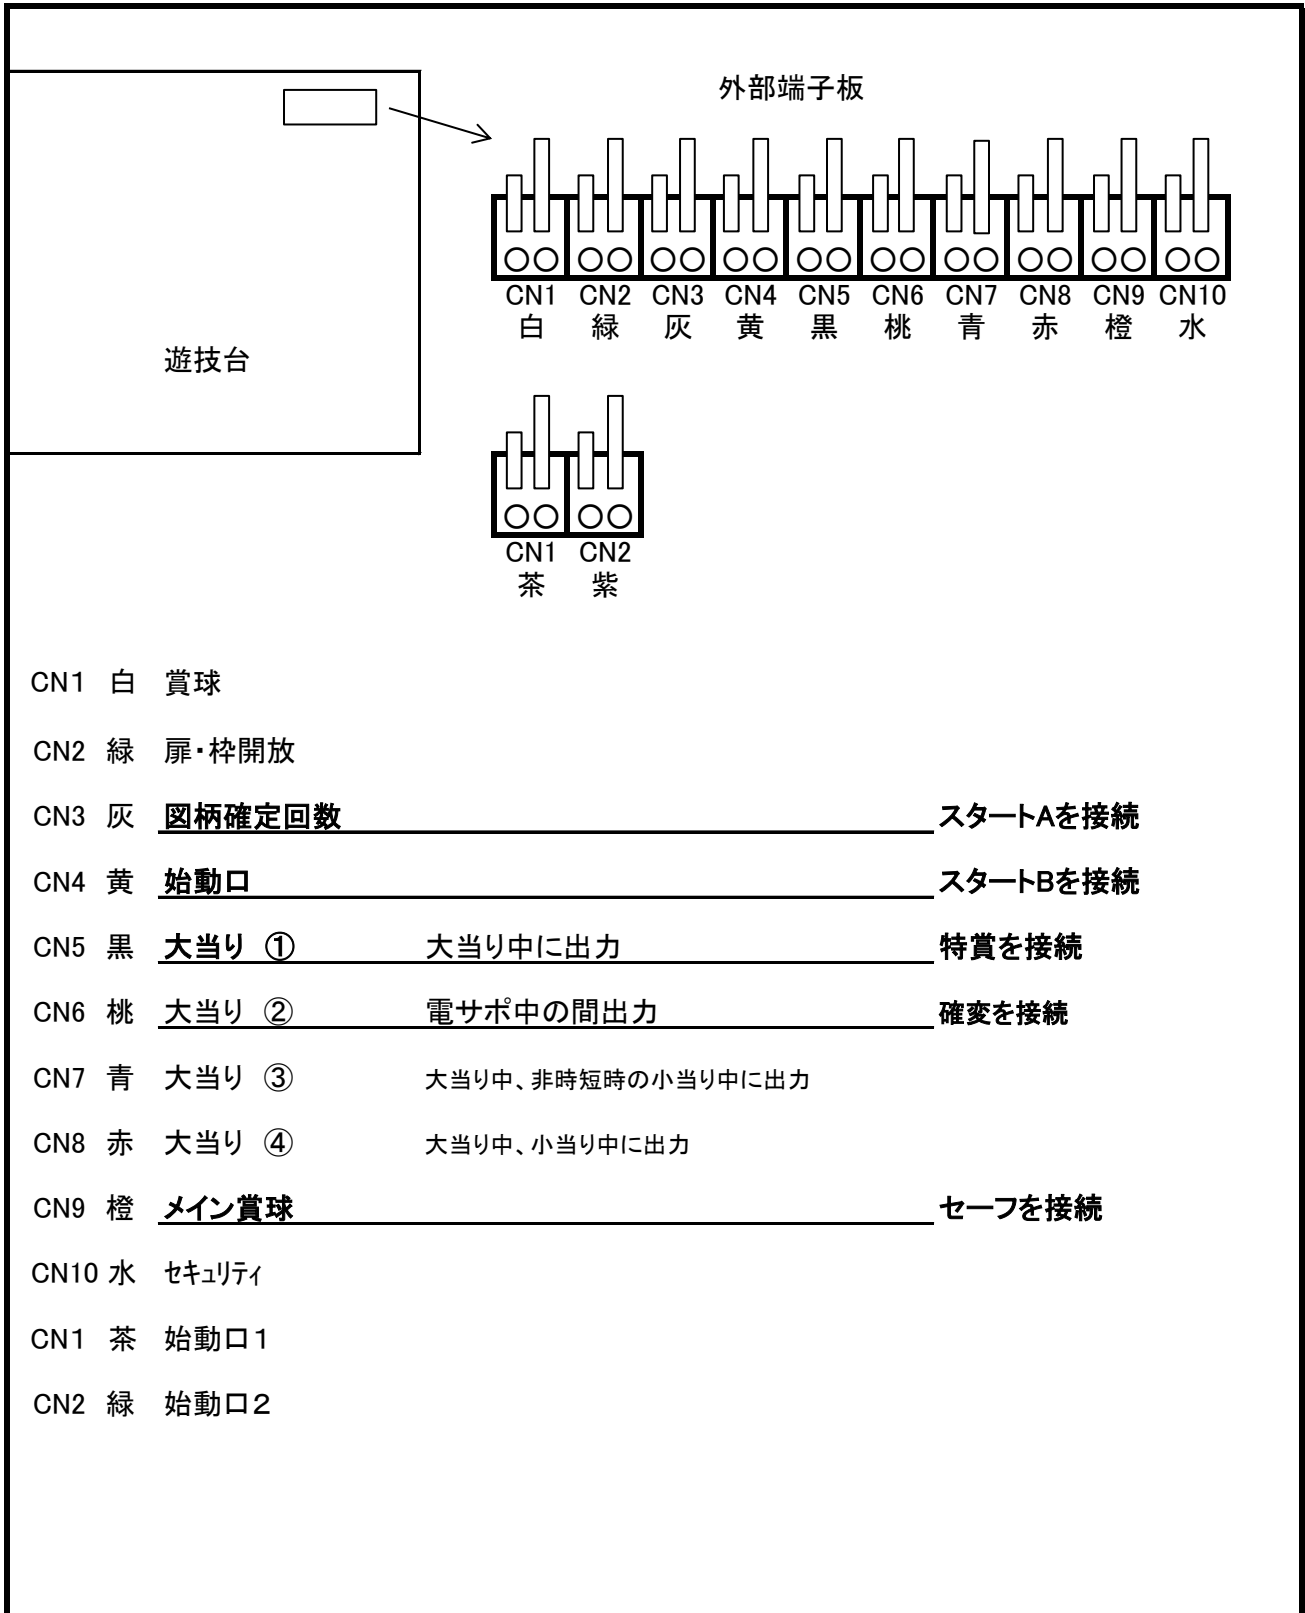 外部端子板
CN1 CN2 CN3 CN4 CN5 CN6 CN7 CN8 CN9 CN10
白 緑 灰 黄 黒 桃 青 赤 橙 水
遊技台
CN1 CN2
茶 紫
CN1 白 賞球
CN2 緑 扉・枠開放
CN3 灰 図柄確定回数 スタートAを接続
CN4 黄 始動口 スタートBを接続
CN5 黒 大当り ① 大当り中に出力 特賞を接続
CN6 桃 大当り ② 電サポ中の間出力 確変を接続
CN7 青 大当り ③ 大当り中、非時短時の小当り中に出力
CN8 赤 大当り ④ 大当り中、小当り中に出力
CN9 橙 メイン賞球 セーフを接続
CN10 水 セキュリティ
CN1 茶 始動口1
CN2 緑 始動口2